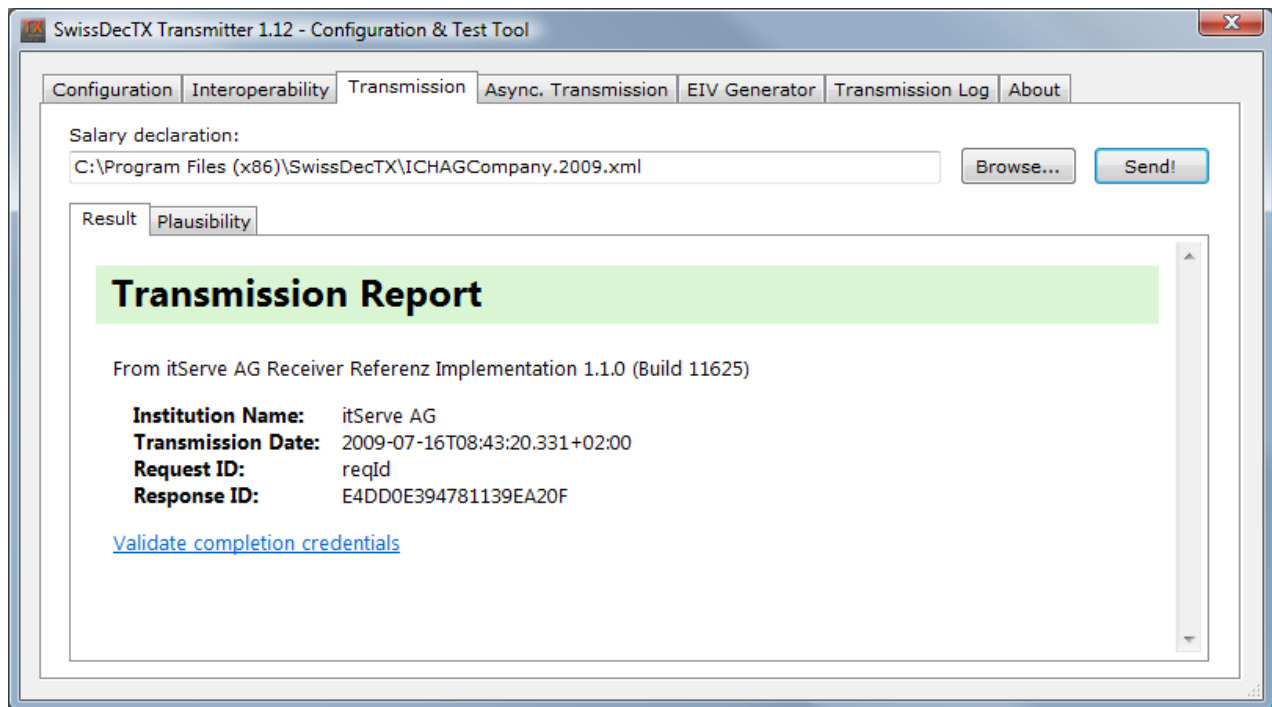 TX SwissDecTX Transmitter 1.12 - Configuration & Test Tool
Configuration Interoperability Transmission Async. Transmission EIV Generator Transmission Log About
Salary declaration:
C:\Program Files (x86)\SwissDecTX\ICHAGCompany.2009.xml Browse... Send!
Result Plausibility
Transmission Report
From itServe AG Receiver Referenz Implementation 1.1.0 (Build 11625)
Institution Name: itServe AG
Transmission Date: 2009-07-16T08:43:20.331+02:00
Request ID: reqId
Response ID: E4DD0E394781139EA20F
Validate completion credentials